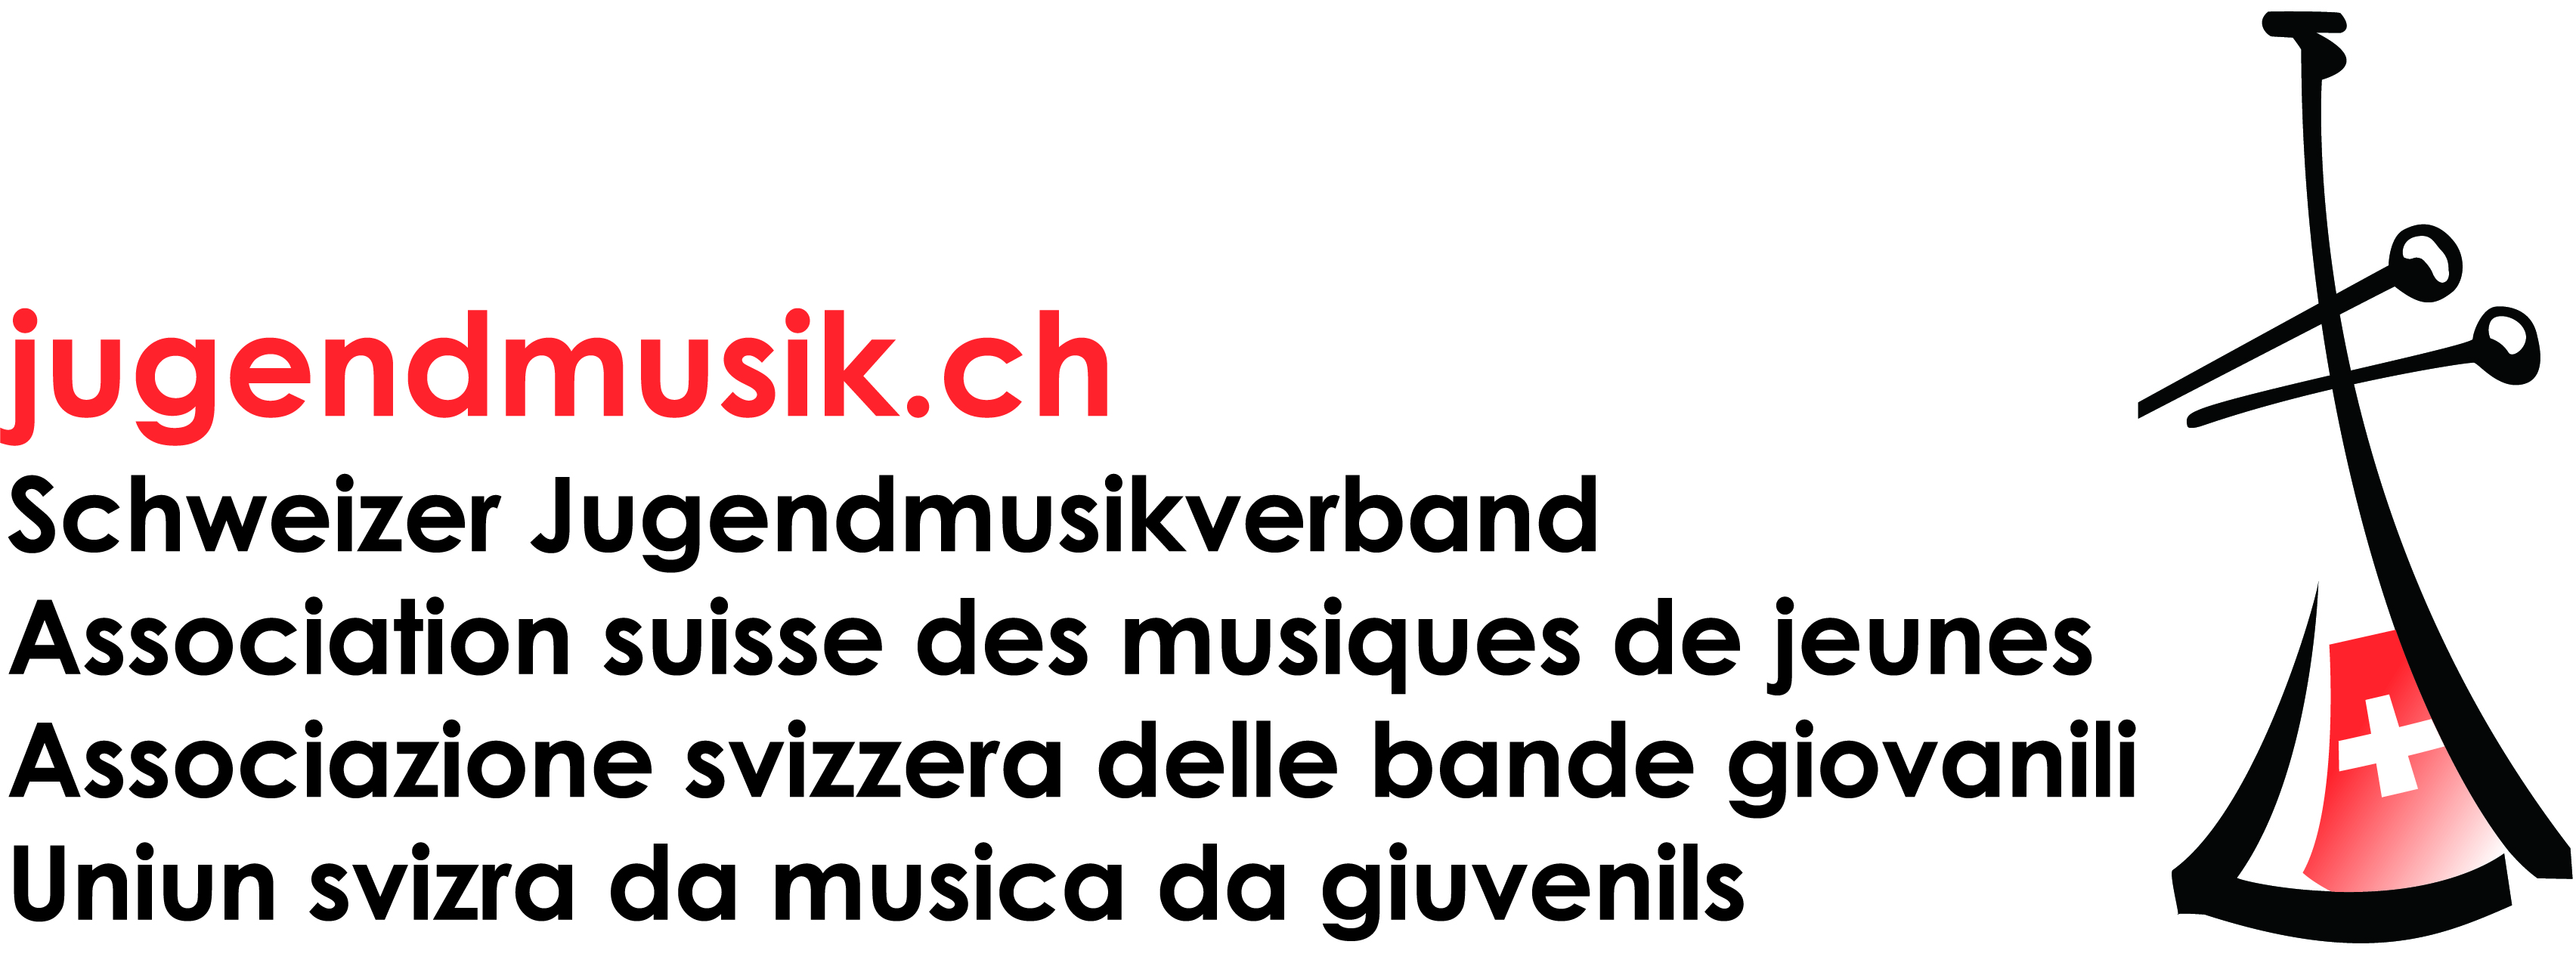 jugendmusik.ch
Schweizer Jugendmusikverband
Association suisse des musiques de jeunes
Associazione svizzera delle bande giovanili
Uniun svizra da musica da giuvenils